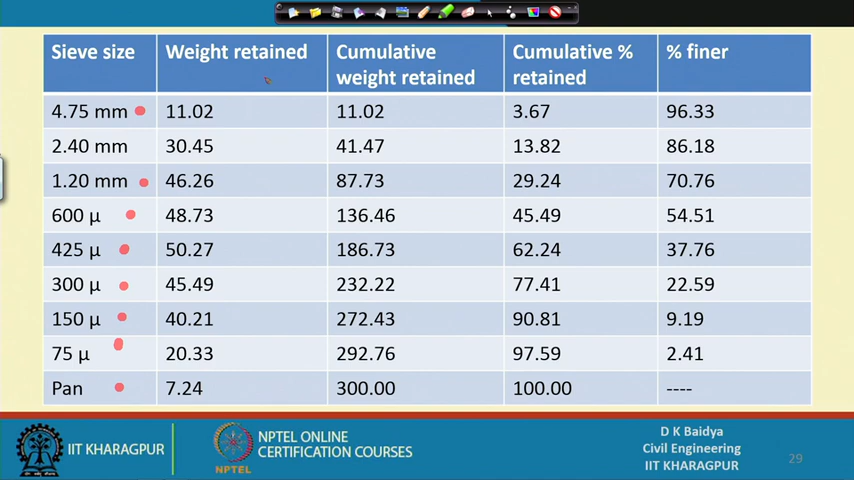 Sieve size Weight retained Cumulative weight retained Cumulative % retained % finer
4.75 mm 11.02 11.02 3.67 96.33
2.40 mm 30.45 41.47 13.82 86.18
1.20 mm 46.26 87.73 29.24 70.76
600 µ 48.73 136.46 45.49 54.51
425 µ 50.27 186.73 62.24 37.76
300 µ 45.49 232.22 77.41 22.59
150 µ 40.21 272.43 90.81 9.19
75 µ 20.33 292.76 97.59 2.41
Pan 7.24 300.00 100.00 ----
IIT KHARAGPUR
NPTEL
NPTEL ONLINE
CERTIFICATION COURSES
D K Baidya
Civil Engineering
IIT KHARAGPUR
29